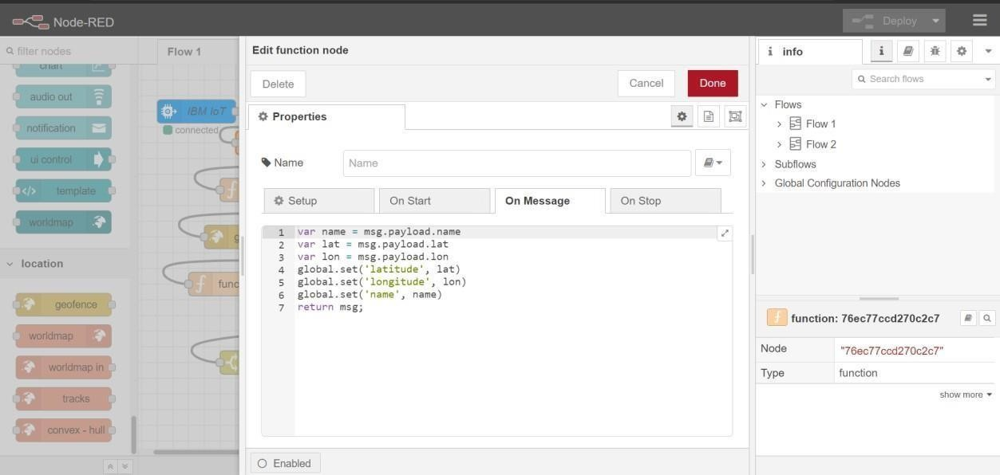 Node-RED
Deploy
filter nodes
chart
audio out
notification
ui control
template
worldmap
location
geofence
worldmap
worldmap in
tracks
convex - hull
Flow 1
IBM IoT
connected
func
Edit function node
Delete
Cancel
Done
Properties
Name
Name
Setup
On Start
On Message
On Stop
1 var name = msg.payload.name
2 var lat = msg.payload.lat
3 var lon = msg.payload.lon
4 global.set('latitude', lat)
5 global.set('longitude', lon)
6 global.set('name', name)
7 return msg;
Enabled
info
Search flows
Flows
Flow 1
Flow 2
Subflows
Global Configuration Nodes
function: 76ec77ccd270c2c7
Node "76ec77ccd270c2c7"
Type function
show more